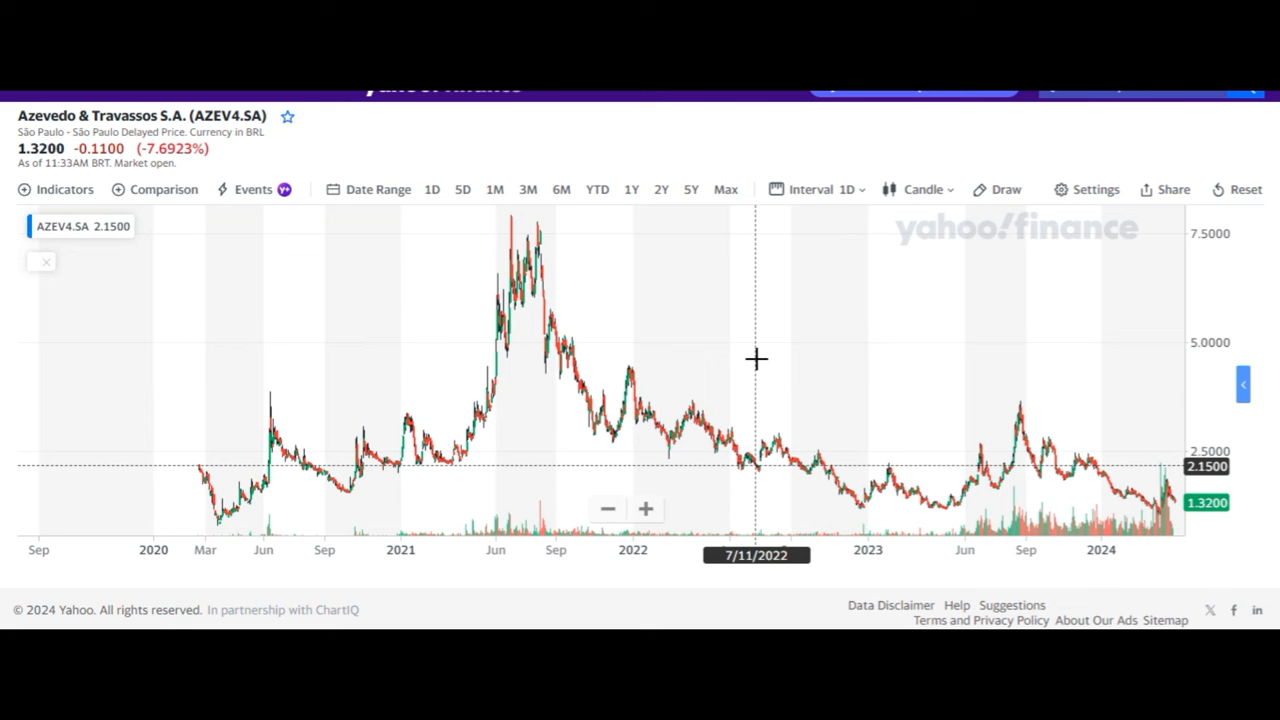 Azevedo & Travassos S.A. (AZEV4.SA)
São Paulo - São Paulo Delayed Price. Currency in BRL
1.3200 -0.1100 (-7.6923%)
As of 11:33AM BRT. Market open.
Indicators Comparison Events Y+ Date Range 1D 5D 1M 3M 6M YTD 1Y 2Y 5Y Max Interval 1D Candle Draw Settings Share Reset
AZEV4.SA 2.1500
yahoo!finance
7.5000
5.0000
2.5000
2.1500
1.3200
Sep 2020 Mar Jun Sep 2021 Jun Sep 2022 7/11/2022 2023 Jun Sep 2024
© 2024 Yahoo. All rights reserved. In partnership with ChartIQ
Data Disclaimer Help Suggestions
Terms and Privacy Policy About Our Ads Sitemap